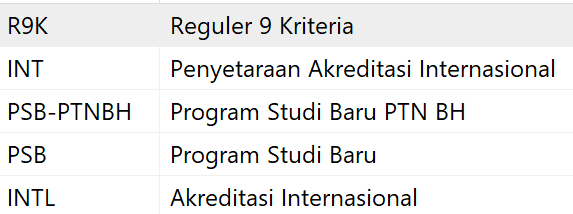 R9K Reguler 9 Kriteria
INT Penyetaraan Akreditasi Internasional
PSB-PTNBH Program Studi Baru PTN BH
PSB Program Studi Baru
INTL Akreditasi Internasional